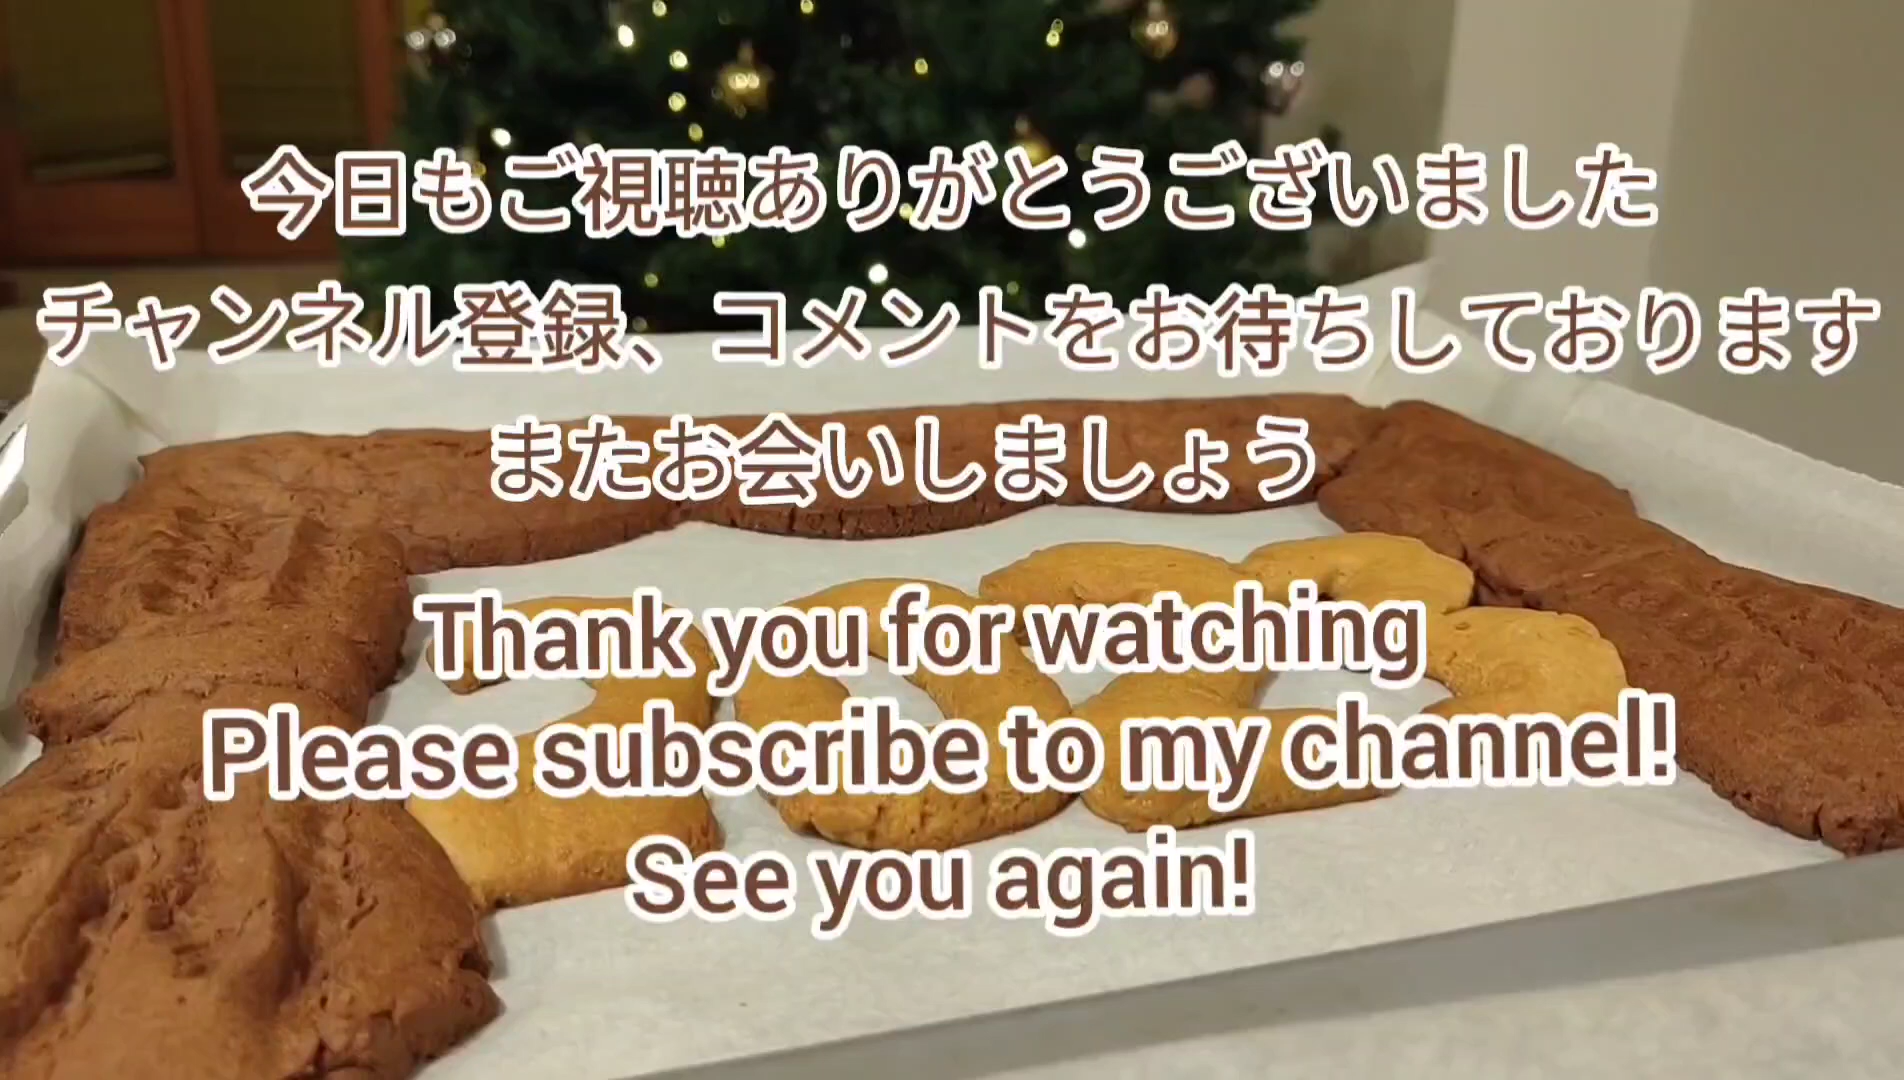 今日もご視聴ありがとうございました
チャンネル登録、コメントをお待ちしております
またお会いしましょう
Thank you for watching
Please subscribe to my channel!
See you again!